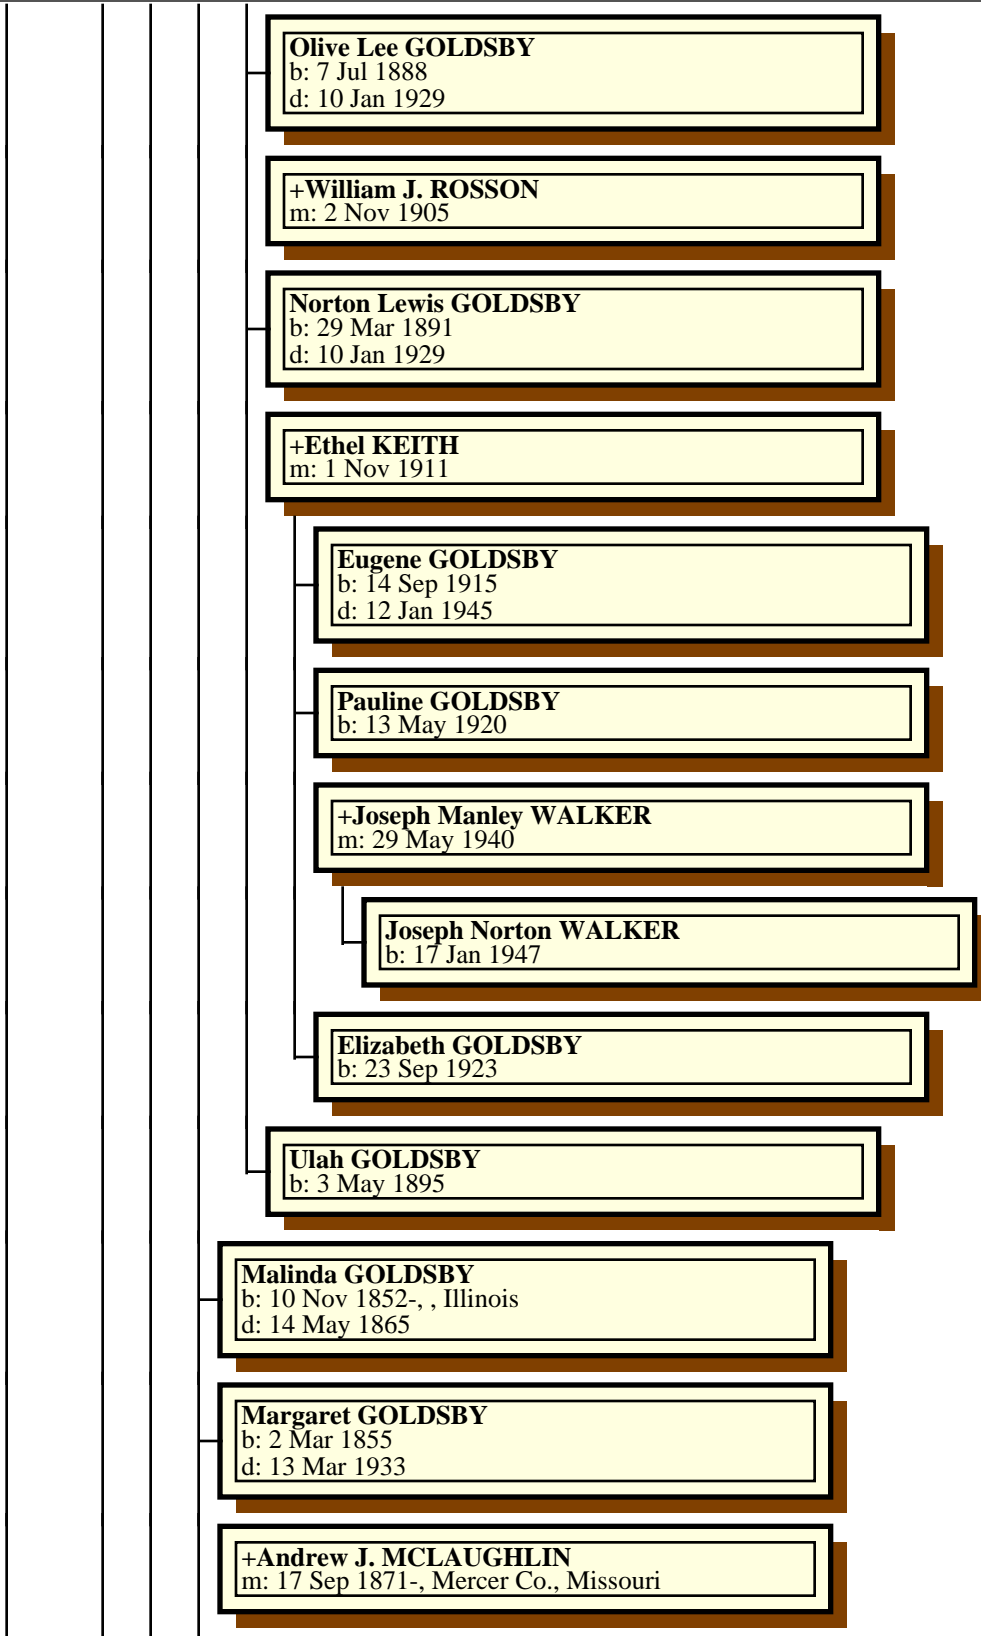 Olive Lee GOLDSBY
b: 7 Jul 1888
d: 10 Jan 1929
+William J. ROSSON
m: 2 Nov 1905
Norton Lewis GOLDSBY
b: 29 Mar 1891
d: 10 Jan 1929
+Ethel KEITH
m: 1 Nov 1911
Eugene GOLDSBY
b: 14 Sep 1915
d: 12 Jan 1945
Pauline GOLDSBY
b: 13 May 1920
+Joseph Manley WALKER
m: 29 May 1940
Joseph Norton WALKER
b: 17 Jan 1947
Elizabeth GOLDSBY
b: 23 Sep 1923
Ulah GOLDSBY
b: 3 May 1895
Malinda GOLDSBY
b: 10 Nov 1852-, , Illinois
d: 14 May 1865
Margaret GOLDSBY
b: 2 Mar 1855
d: 13 Mar 1933
+Andrew J. MCLAUGHLIN
m: 17 Sep 1871-, Mercer Co., Missouri